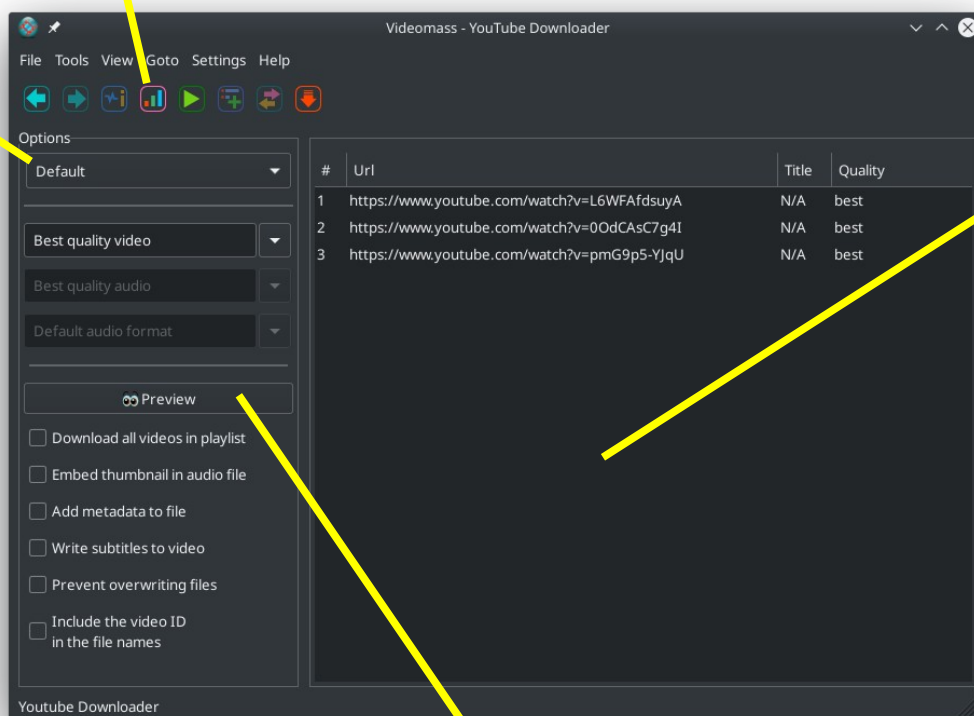 Videomass - YouTube Downloader
File Tools View Goto Settings Help
Options
Default
# Url Title Quality
1 https://www.youtube.com/watch?v=L6WFAfdsuyA N/A best
2 https://www.youtube.com/watch?v=0OdCAsC7g4I N/A best
3 https://www.youtube.com/watch?v=pmG9p5-YJqU N/A best
Best quality video
Best quality audio
Default audio format
Preview
Download all videos in playlist
Embed thumbnail in audio file
Add metadata to file
Write subtitles to video
Prevent overwriting files
Include the video ID
in the file names
Youtube Downloader